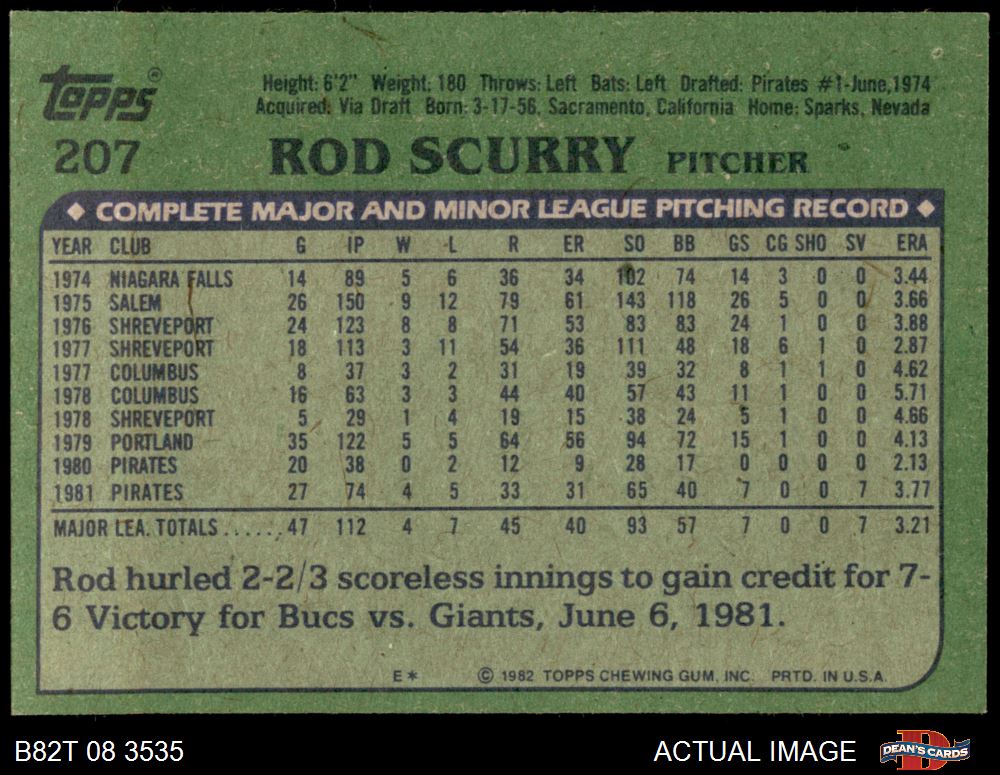 Topps®
Height: 6'2" Weight: 180 Throws: Left Bats: Left Drafted: Pirates #1-June, 1974
Acquired: Via Draft Born: 3-17-56, Sacramento, California Home: Sparks, Nevada
207 ROD SCURRY PITCHER
◆ COMPLETE MAJOR AND MINOR LEAGUE PITCHING RECORD ◆
YEAR CLUB G IP W L R ER SO BB GS CG SHO SV ERA
1974 NIAGARA FALLS 14 89 5 6 36 34 102 74 14 3 0 0 3.44
1975 SALEM 26 150 9 12 79 61 143 118 26 5 0 0 3.66
1976 SHREVEPORT 24 123 8 8 71 53 83 83 24 1 0 0 3.88
1977 SHREVEPORT 18 113 3 11 54 36 111 48 18 6 1 0 2.87
1977 COLUMBUS 8 37 3 2 31 19 39 32 8 1 1 0 4.62
1978 COLUMBUS 16 63 3 3 44 40 57 43 11 1 0 0 5.71
1978 SHREVEPORT 5 29 1 4 19 15 38 24 5 1 0 0 4.66
1979 PORTLAND 35 122 5 5 64 56 94 72 15 1 0 0 4.13
1980 PIRATES 20 38 0 2 12 9 28 17 0 0 0 0 2.13
1981 PIRATES 27 74 4 5 33 31 65 40 7 0 0 7 3.77
MAJOR LEA. TOTALS ...... 47 112 4 7 45 40 93 57 7 0 0 7 3.21
Rod hurled 2-2/3 scoreless innings to gain credit for 7-
6 Victory for Bucs vs. Giants, June 6, 1981.
E* © 1982 TOPPS CHEWING GUM, INC. PRTD. IN U.S.A.
B82T 08 3535 ACTUAL IMAGE D DEAN'S CARDS